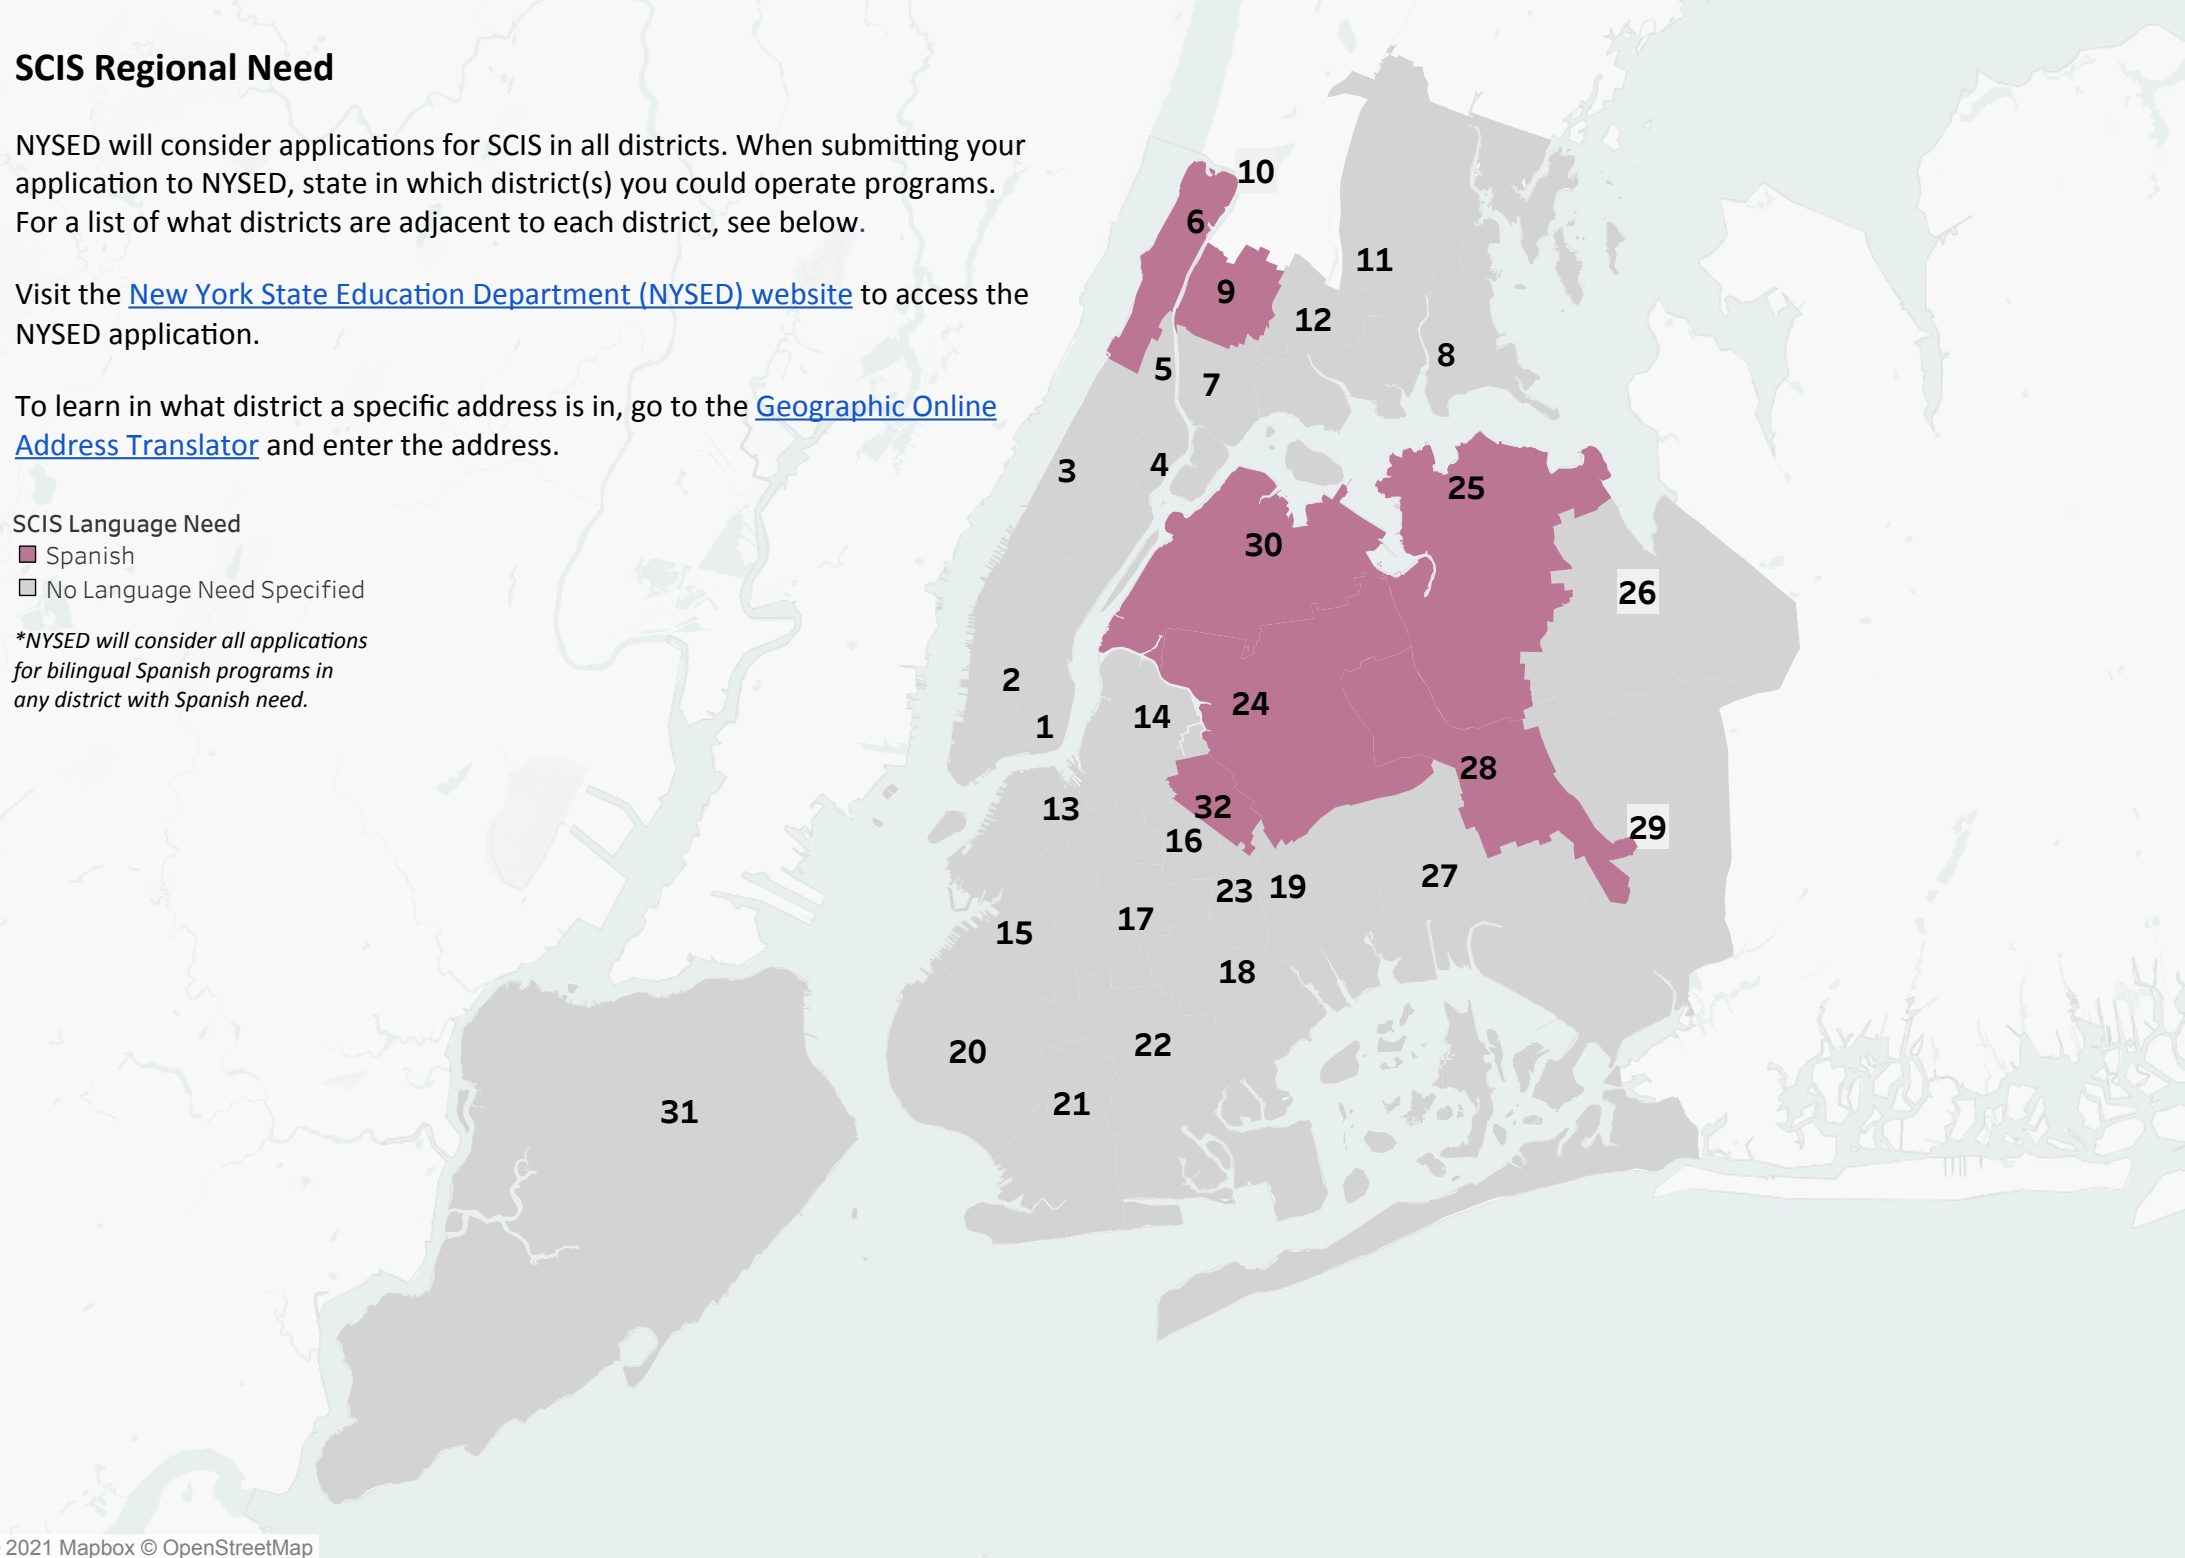 SCIS Regional Need
NYSED will consider applications for SCIS in all districts. When submitting your
application to NYSED, state in which district(s) you could operate programs.
For a list of what districts are adjacent to each district, see below.
Visit the New York State Education Department (NYSED) website to access the
NYSED application.
To learn in what district a specific address is in, go to the Geographic Online
Address Translator and enter the address.
SCIS Language Need
Spanish
No Language Need Specified
*NYSED will consider all applications
for bilingual Spanish programs in
any district with Spanish need.
10
6
11
9
12
8
5
7
3
4
25
30
26
2
24
14
1
28
32
13
29
16
27
23
19
17
15
18
22
20
21
31
2021 Mapbox © OpenStreetMap